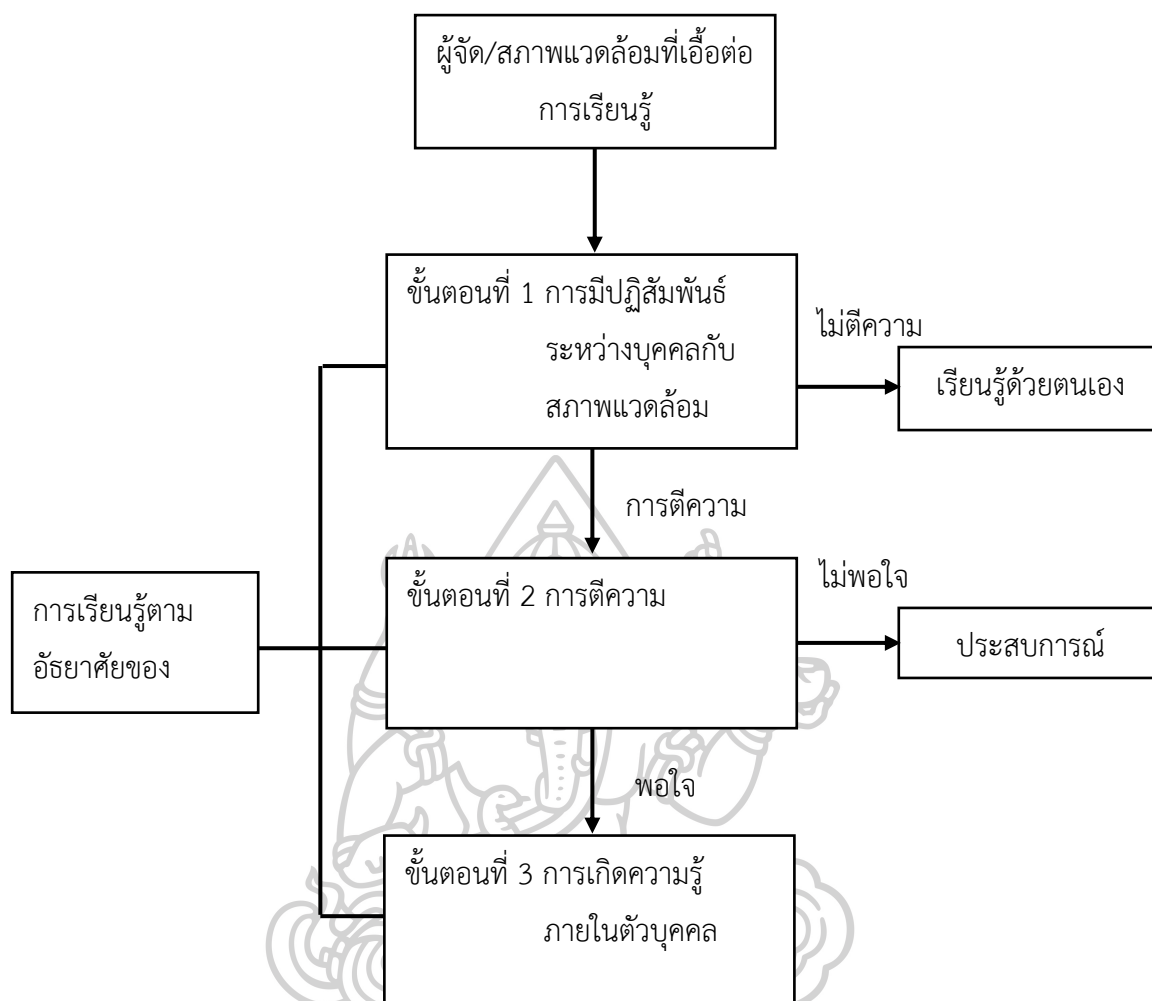 ผู้จัด/สภาพแวดล้อมที่เอื้อต่อ
การเรียนรู้
ขั้นตอนที่ 1 การมีปฏิสัมพันธ์
ระหว่างบุคคลกับ
สภาพแวดล้อม
ไม่ตีความ
เรียนรู้ด้วยตนเอง
การตีความ
การเรียนรู้ตาม
อัธยาศัยของ
ขั้นตอนที่ 2 การตีความ
ไม่พอใจ
ประสบการณ์
พอใจ
ขั้นตอนที่ 3 การเกิดความรู้
ภายในตัวบุคคล